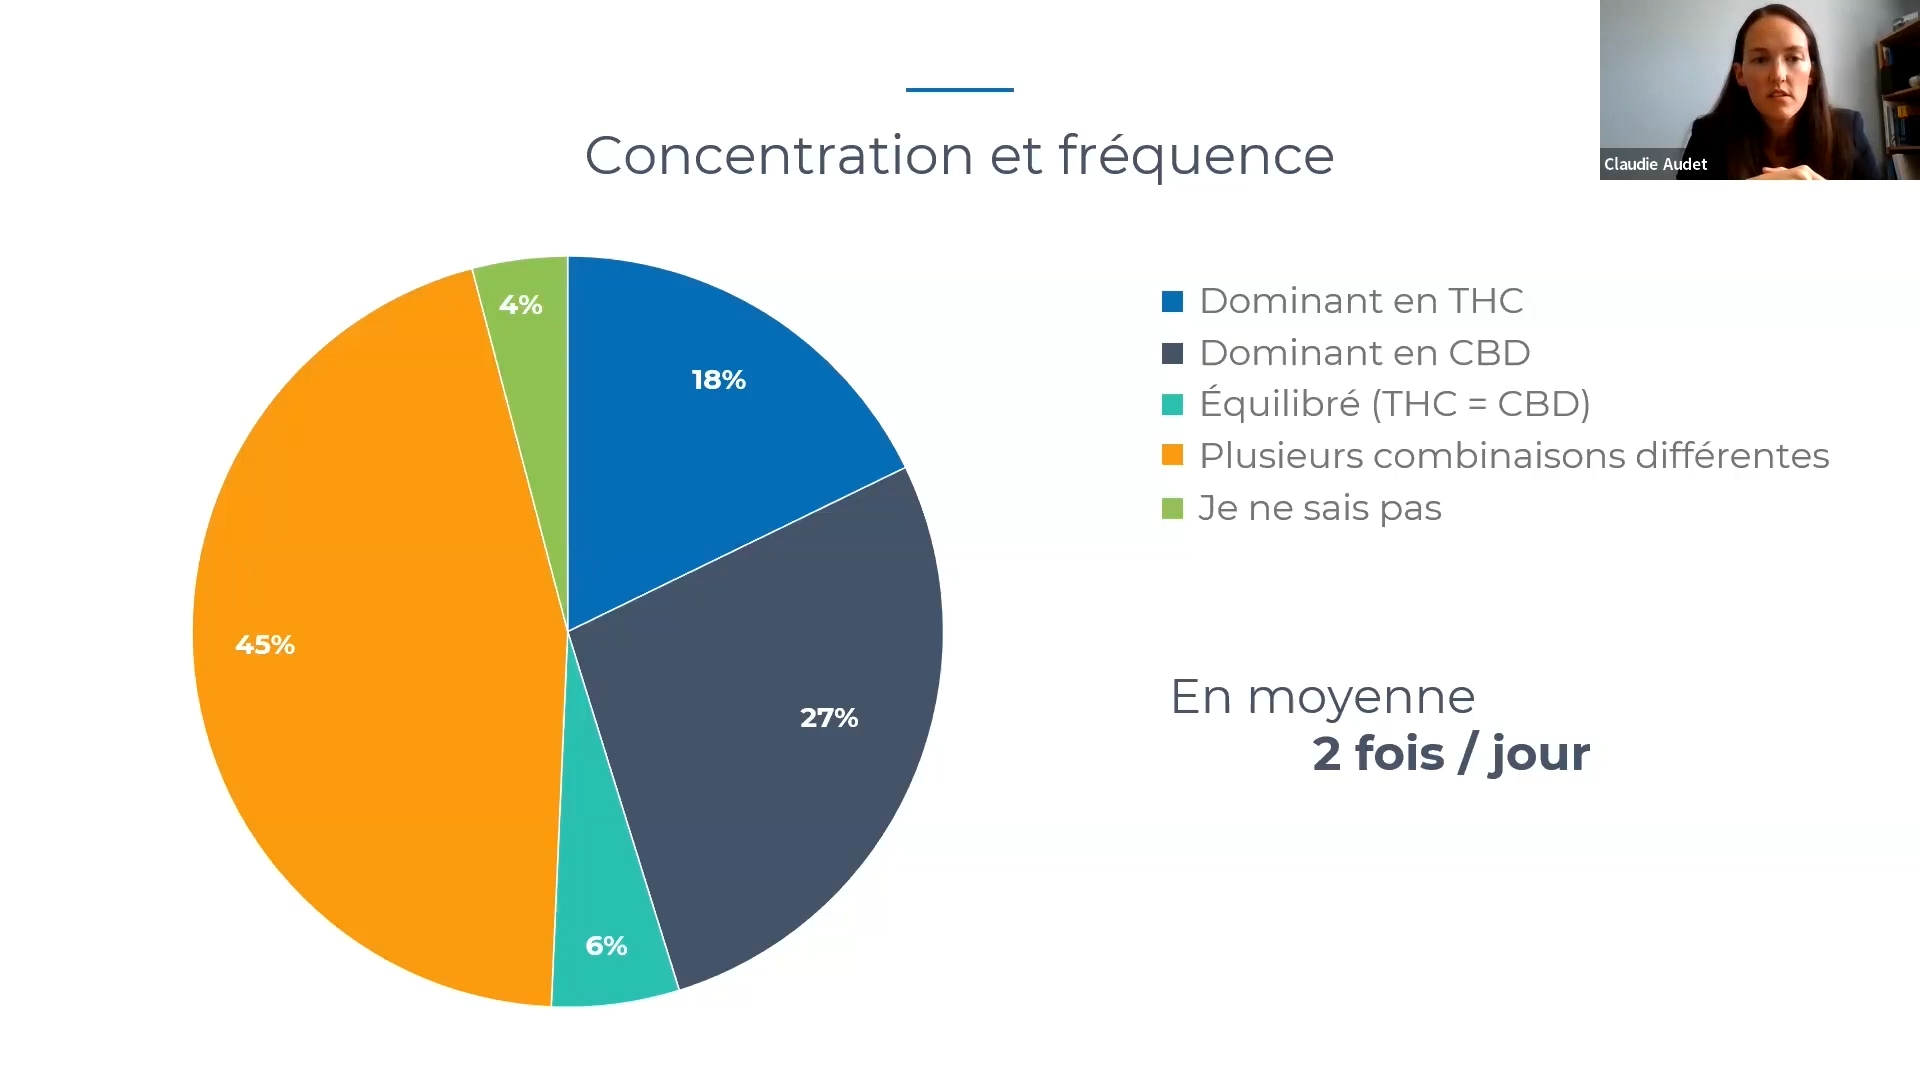 Concentration et fréquence
Claudie Audet
4%
18%
45%
27%
6%
Dominant en THC
Dominant en CBD
Équilibré (THC = CBD)
Plusieurs combinaisons différentes
Je ne sais pas
En moyenne
2 fois / jour